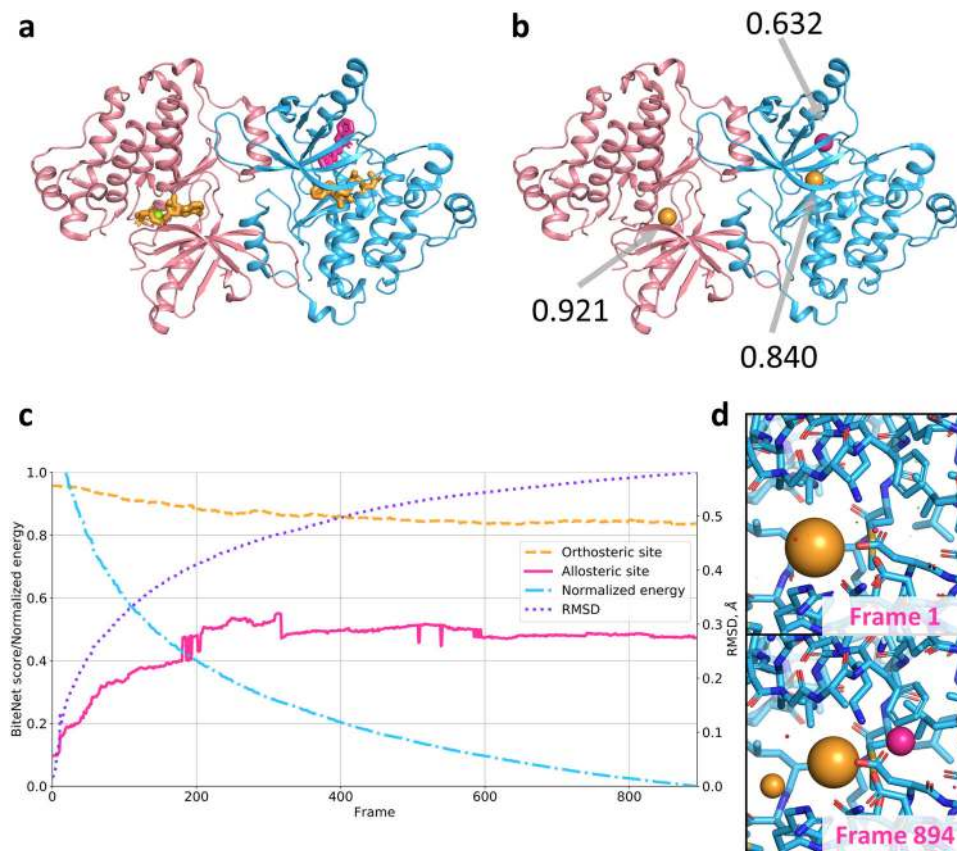 a
b
0.632
0.921
0.840
c
d
1.0
0.8
0.6
0.4
0.2
0.0
BiteNet score/Normalized energy
0 200 400 600 800
Frame
0.5
0.4
0.3
0.2
0.1
0.0
RMSD, Å
Orthosteric site
Allosteric site
Normalized energy
RMSD
Frame 1
Frame 894